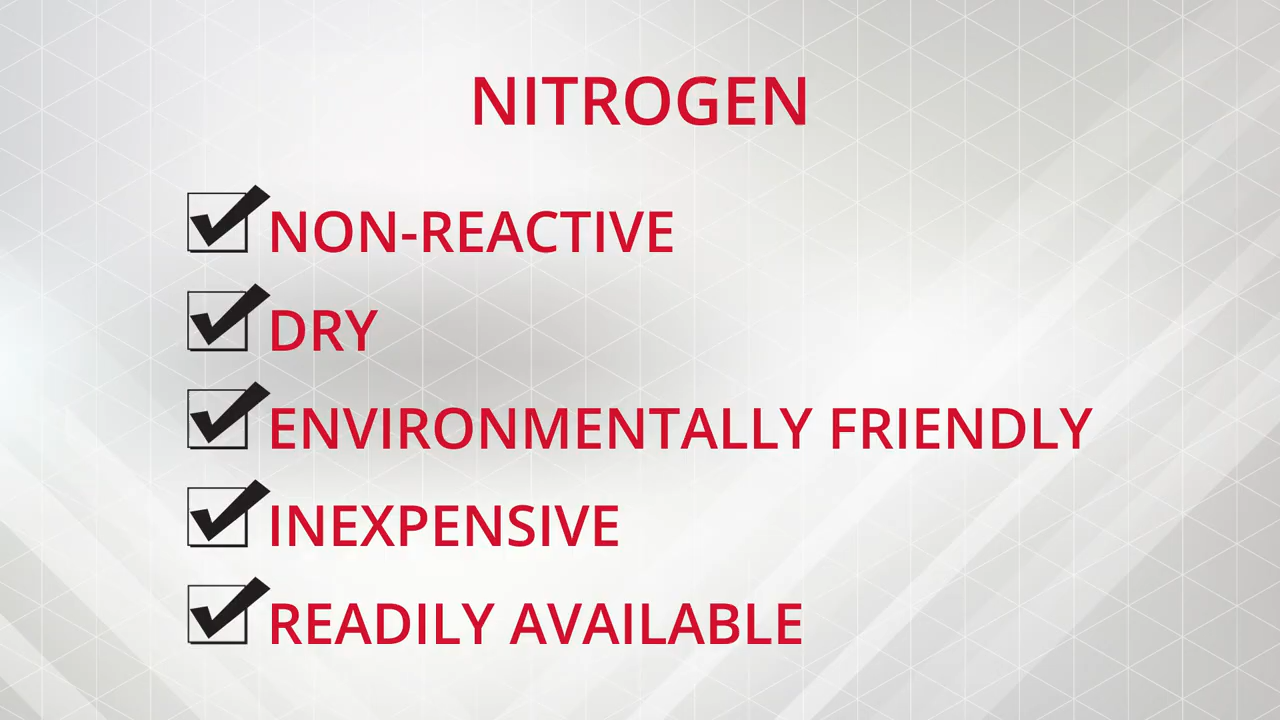 NITROGEN
NON-REACTIVE
DRY
ENVIRONMENTALLY FRIENDLY
INEXPENSIVE
READILY AVAILABLE